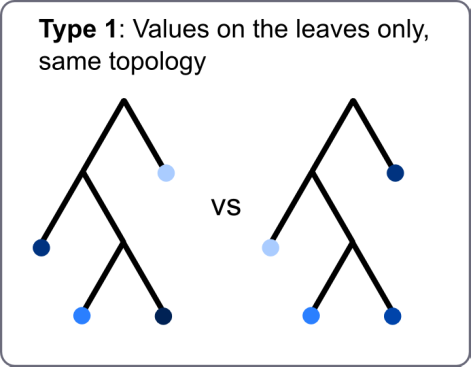 Type 1: Values on the leaves only,
same topology
vs